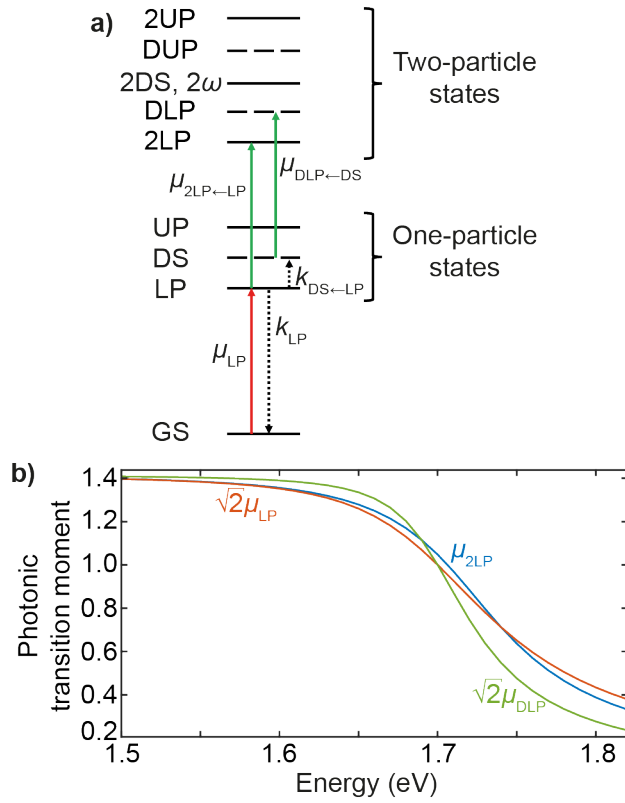 a)
2UP
DUP
2DS, 2ω
DLP
2LP
Two-particle
states
μ2LP←LP
μDLP←DS
UP
DS
LP
One-particle
states
kDS←LP
kLP
μLP
GS
b)
1.4
1.2
1.0
0.8
0.6
0.4
0.2
Photonic
transition moment
√2μLP
μ2LP
√2μDLP
1.5
1.6
1.7
1.8
Energy (eV)